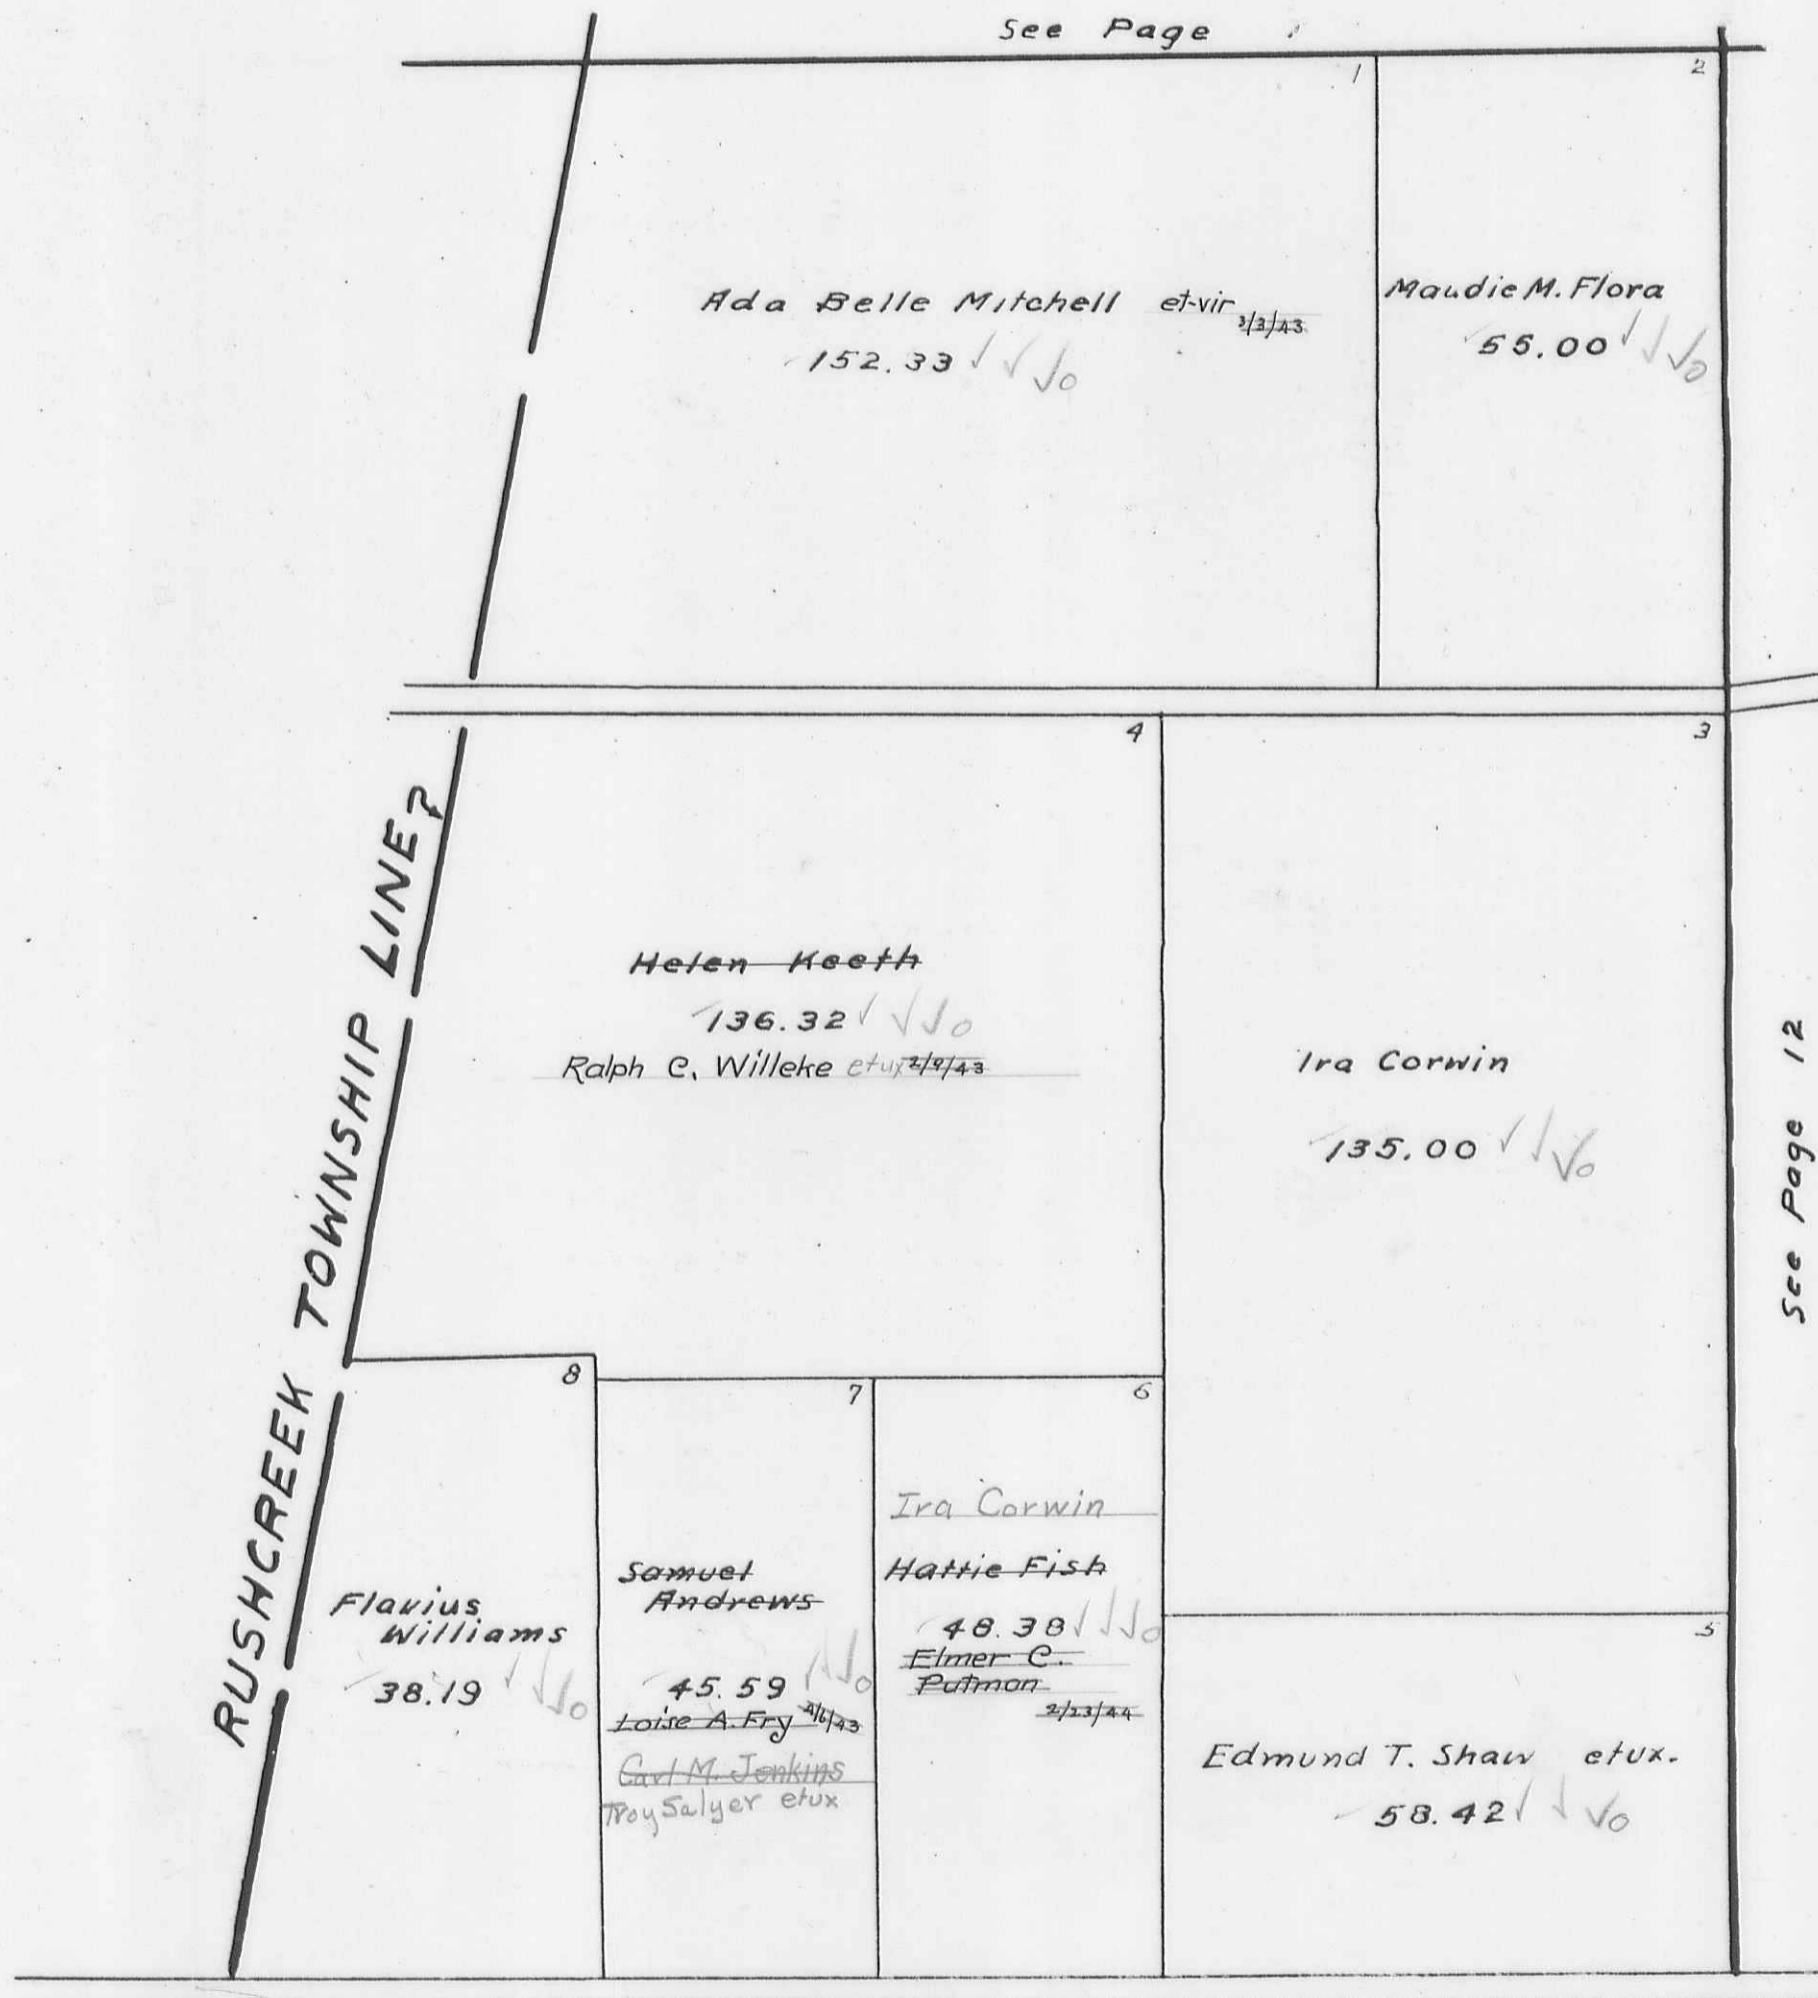 See Page
1
2
Ada Belle Mitchell et-vir 3/3/43
152.33
Maudie M. Flora
55.00
4
3
RUSHCREEK TOWNSHIP LINE?
Helen Keeth
136.32
Ralph C. Willeke etux 2/9/43
Ira Corwin
135.00
See Page 12
8
7
6
Flavius
Williams
38.19
Samuel
Andrews
45.59
Loise A. Fry
Carl M. Jenkins
Troy Salyer etux
Ira Corwin
Hattie Fish
48.38
Elmer C.
Putman
2/23/44
5
Edmund T. Shaw etux.
58.42